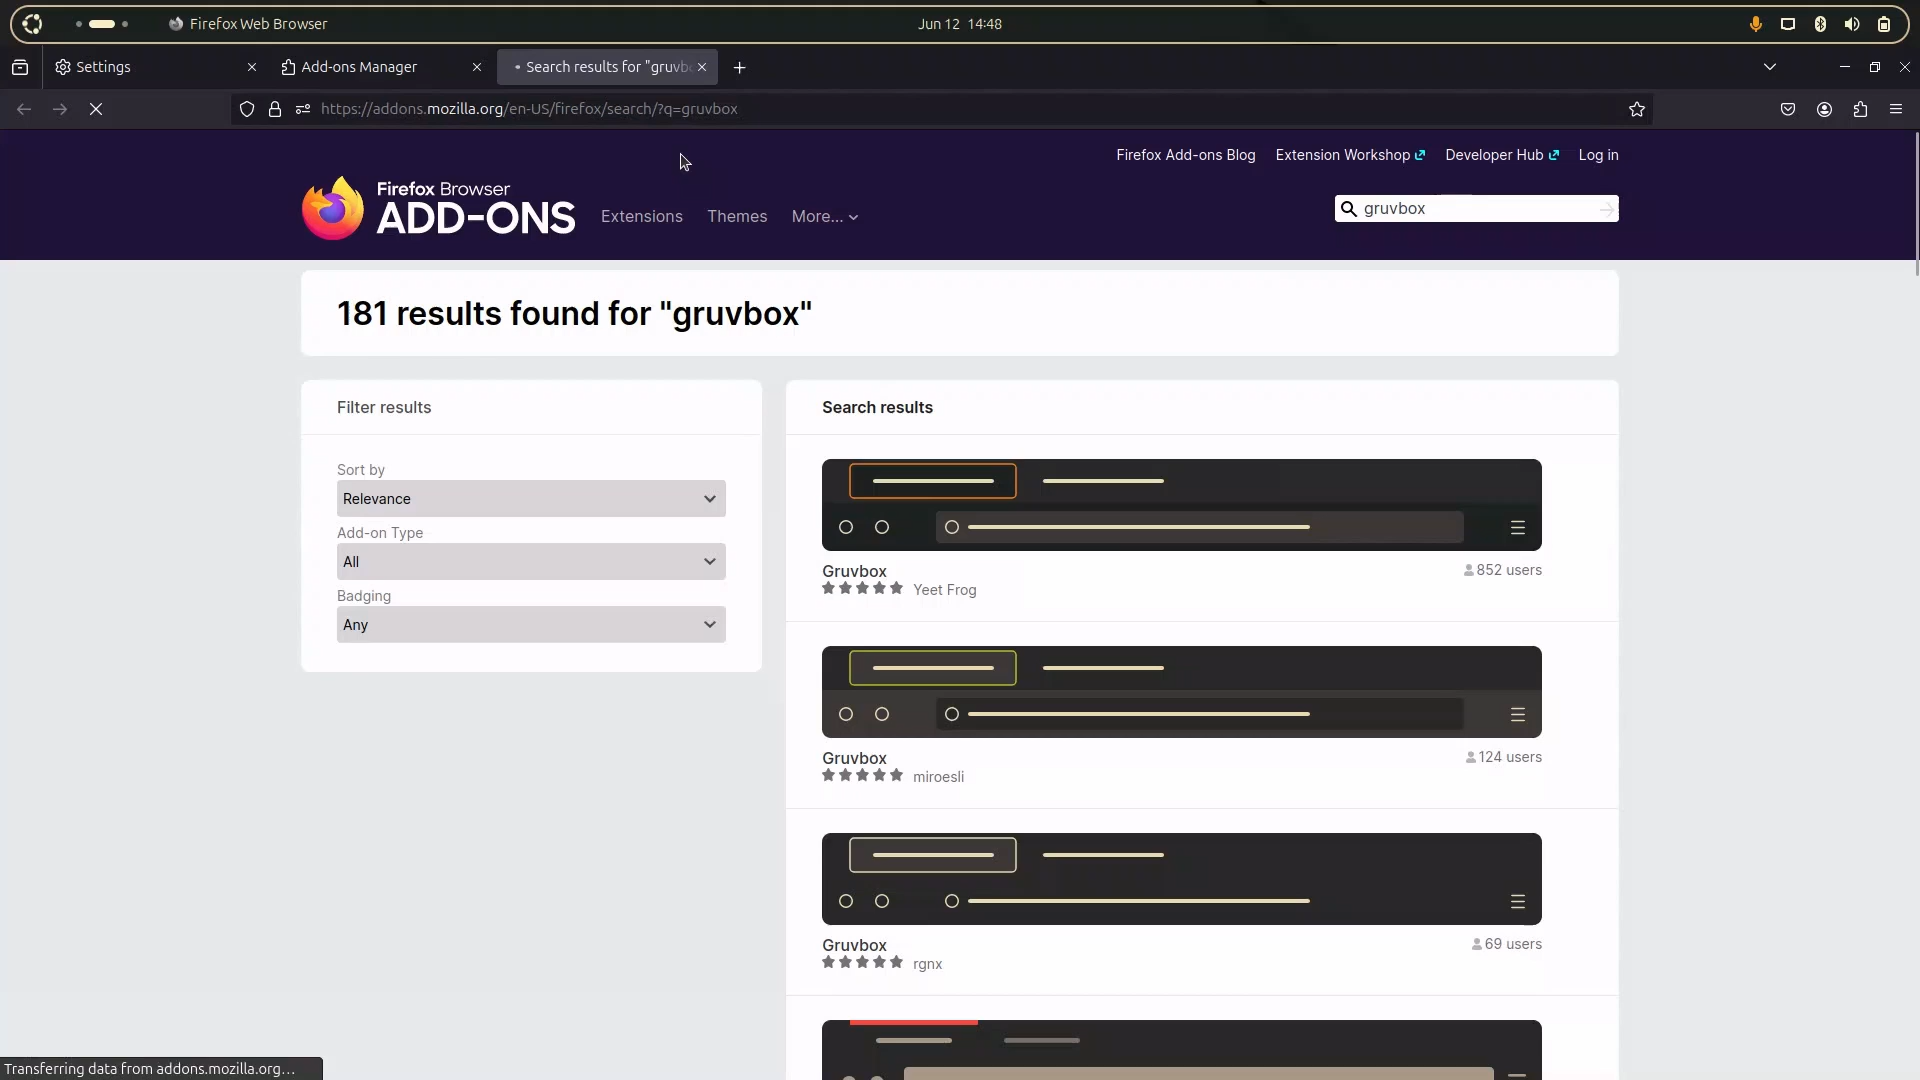 Firefox Web Browser
Jun 12 14:48
Settings
Add-ons Manager
Search results for "gruvbo
https://addons.mozilla.org/en-US/firefox/search/?q=gruvbox
Firefox Add-ons Blog
Extension Workshop
Developer Hub
Log in
Firefox Browser
ADD-ONS
Extensions
Themes
More...
gruvbox
181 results found for "gruvbox"
Filter results
Sort by
Relevance
Add-on Type
All
Badging
Any
Search results
Gruvbox
852 users
Yeet Frog
Gruvbox
124 users
miroesli
Gruvbox
69 users
rgnx
Transferring data from addons.mozilla.org…